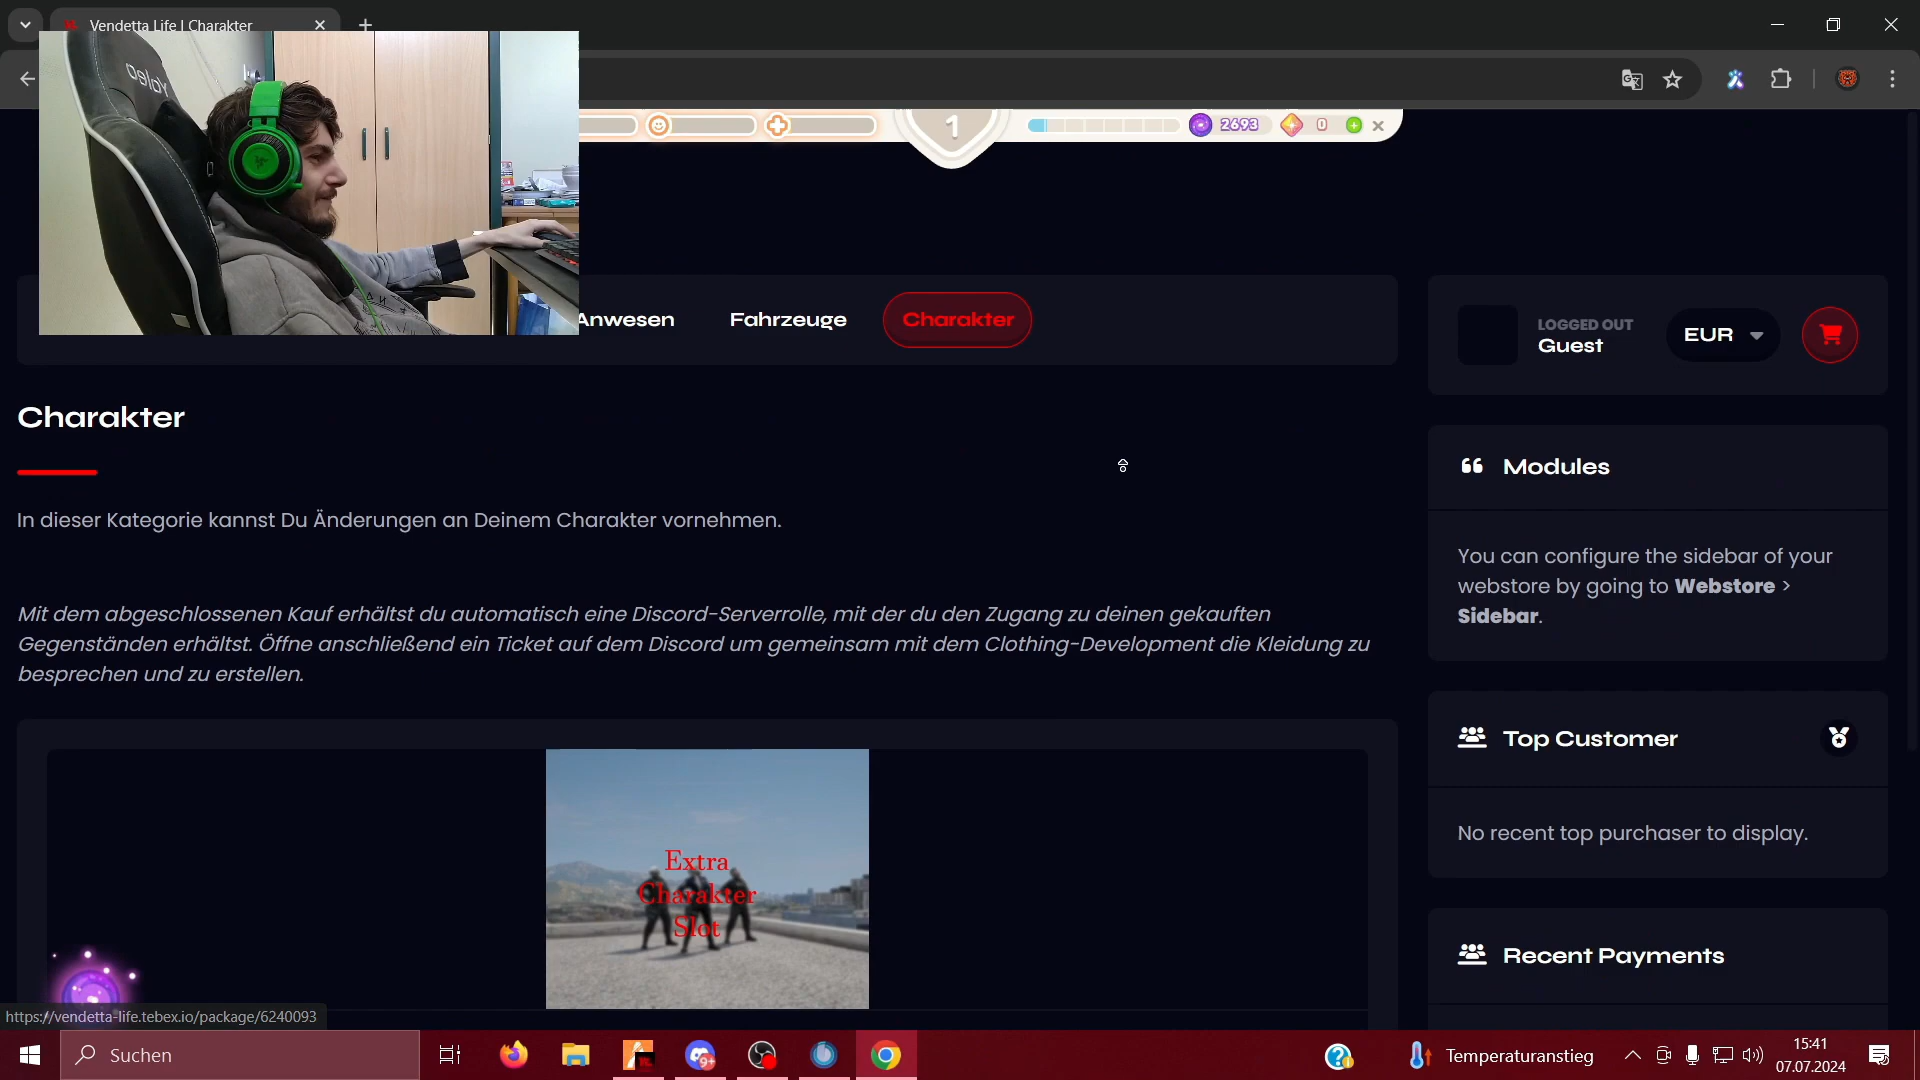 Vendetta Life | Charakter
1
2693
0
Anwesen
Fahrzeuge
Charakter
LOGGED OUT
Guest
EUR
Charakter
In dieser Kategorie kannst Du Änderungen an Deinem Charakter vornehmen.
Mit dem abgeschlossenen Kauf erhältst du automatisch eine Discord-Serverrolle, mit der du den Zugang zu deinen gekauften
Gegenständen erhältst. Öffne anschließend ein Ticket auf dem Discord um gemeinsam mit dem Clothing-Development die Kleidung zu
besprechen und zu erstellen.
Modules
You can configure the sidebar of your
webstore by going to Webstore >
Sidebar.
Top Customer
No recent top purchaser to display.
Recent Payments
Extra
Charakter
Slot
https://vendetta-life.tebex.io/package/6240093
Suchen
9+
Temperaturanstieg
15:41
07.07.2024